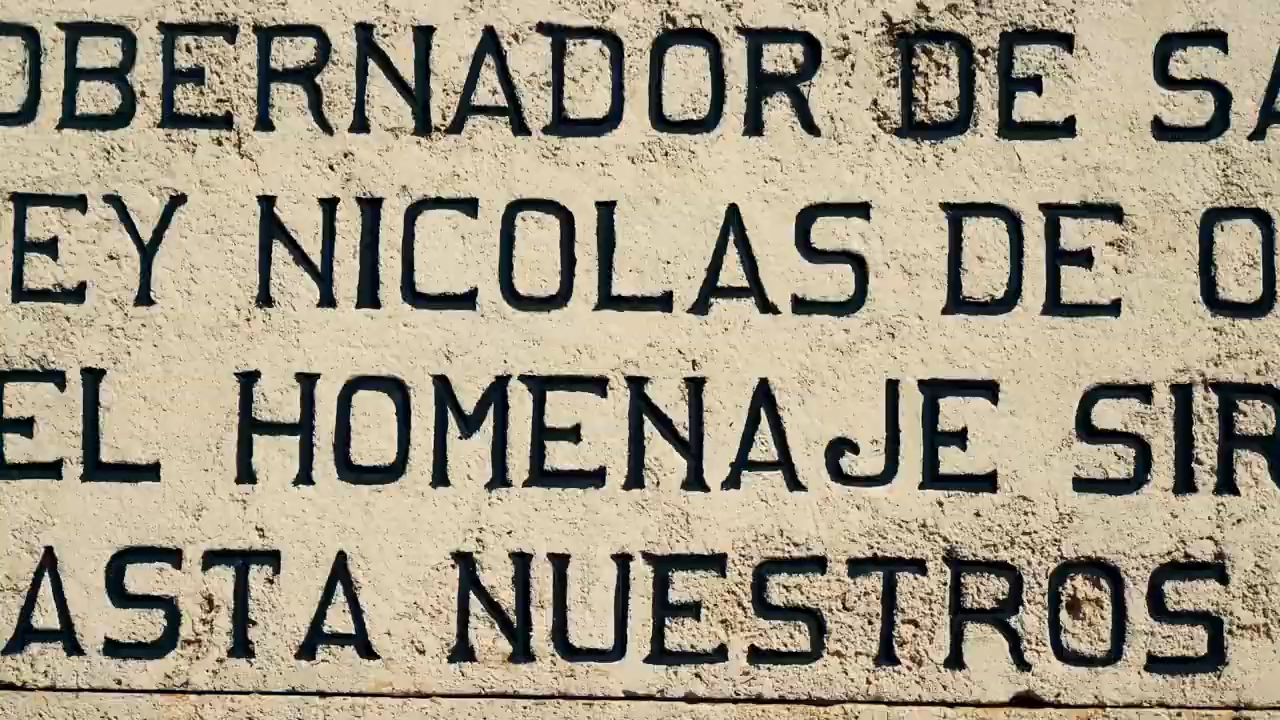 OBERNADOR DE SA
EY NICOLAS DE O
EL HOMENAJE SIR
ASTA NUESTROS